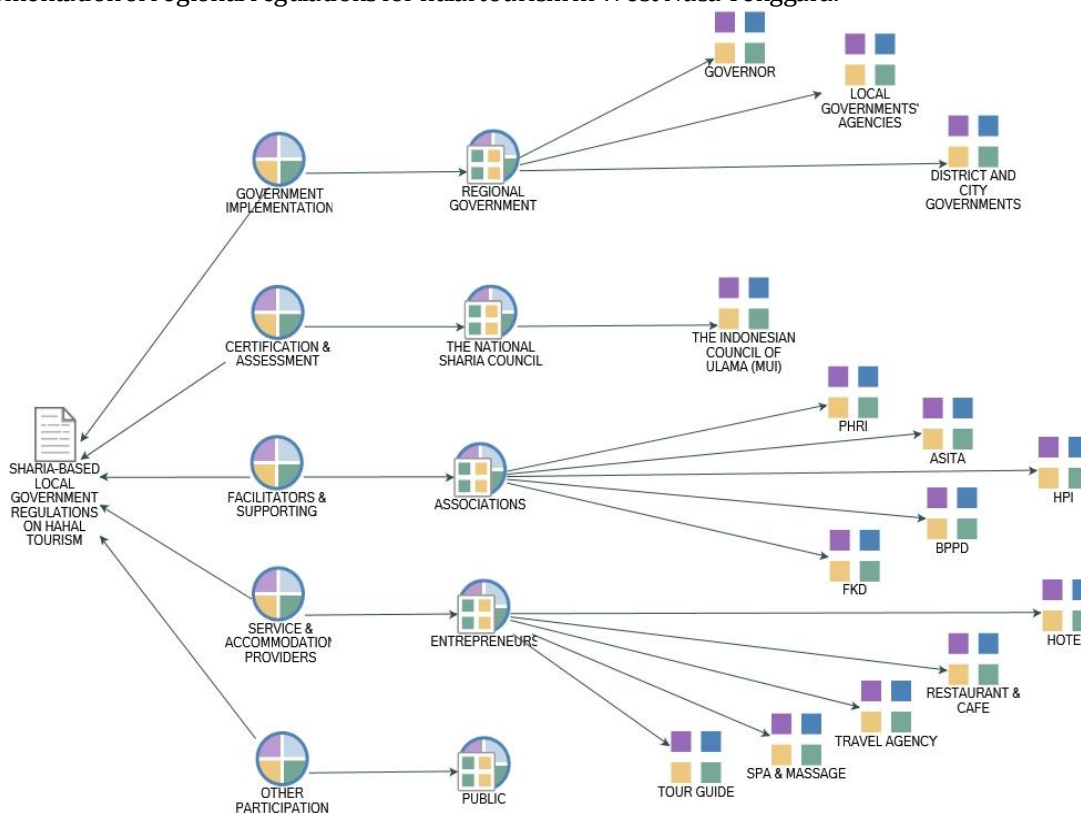 GOVERNOR
LOCAL
GOVERNMENTS'
AGENCIES
DISTRICT AND
CITY
GOVERNMENTS
GOVERNMENT
IMPLEMENTATION
REGIONAL
GOVERNMENT
CERTIFICATION &
ASSESSMENT
THE NATIONAL
SHARIA COUNCIL
THE INDONESIAN
COUNCIL OF
ULAMA (MUI)
SHARIA-BASED
LOCAL
GOVERNMENT
REGULATIONS
ON HAHAL
TOURISM
FACILITATORS &
SUPPORTING
ASSOCIATIONS
PHRI
ASITA
HPI
BPPD
FKD
SERVICE &
ACCOMMODATION
PROVIDERS
ENTREPRENEURS
HOTE
RESTAURANT &
CAFE
TRAVEL AGENCY
SPA & MASSAGE
TOUR GUIDE
OTHER
PARTICIPATION
PUBLIC